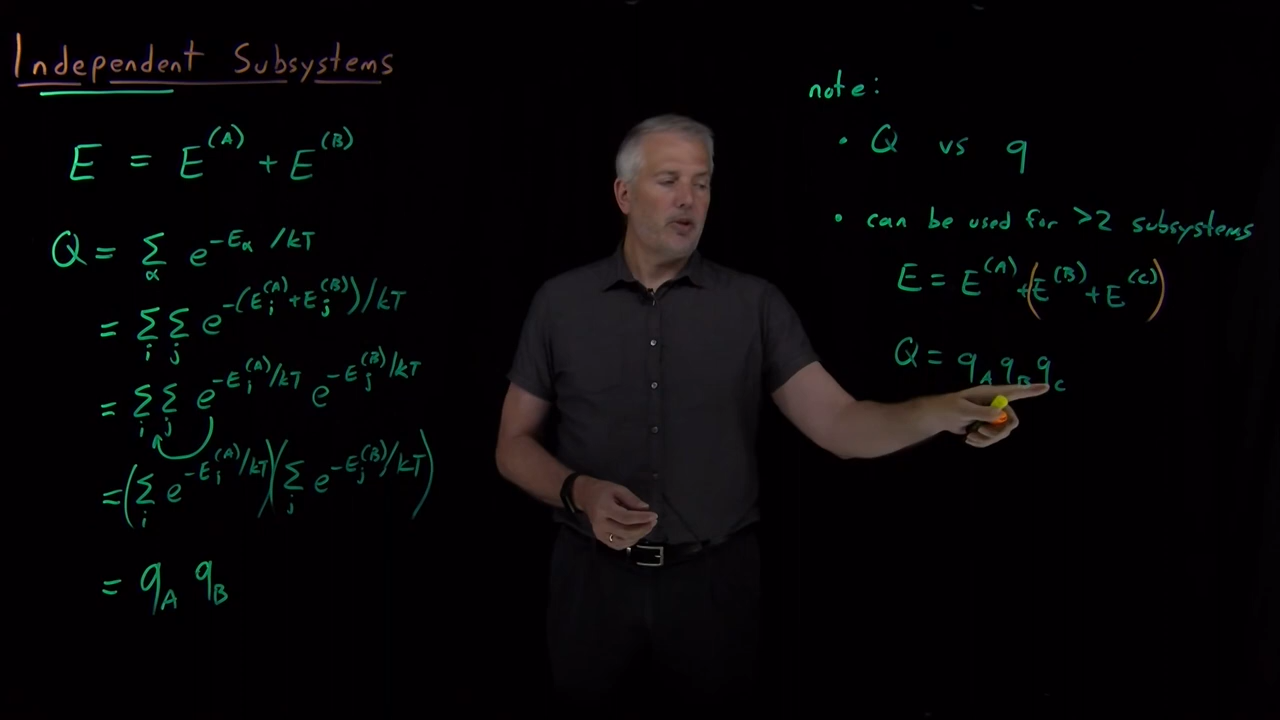 Independent Subsystems
E = E^(A) + E^(B)
Q = Σ_α e^(-E_α/kT)
= Σ_i Σ_j e^(-(E_i^(A) + E_j^(B))/kT)
= Σ_i Σ_j e^(-E_i^(A)/kT) e^(-E_j^(B)/kT)
= (Σ_i e^(-E_i^(A)/kT)) (Σ_j e^(-E_j^(B)/kT))
= q_A q_B
note:
• Q vs q
• can be used for >2 subsystems
E = E^(A) + (E^(B) + E^(C))
Q = q_A q_B q_C